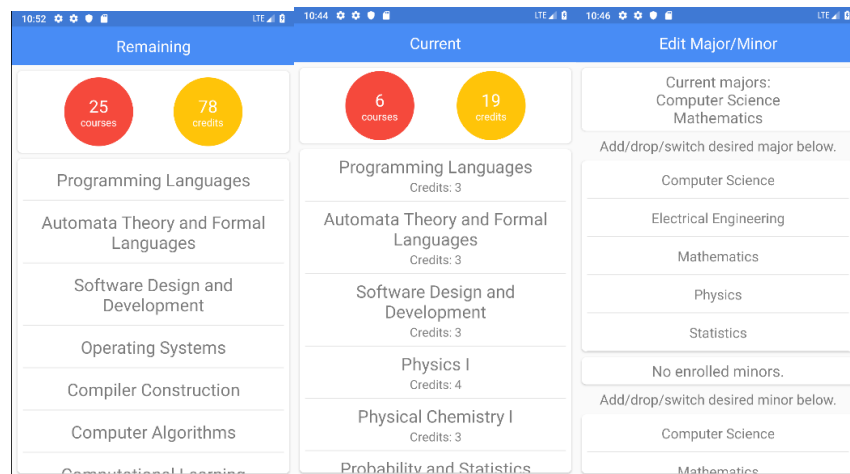 10:52
LTE
Remaining
25
courses
78
credits
Programming Languages
Automata Theory and Formal
Languages
Software Design and
Development
Operating Systems
Compiler Construction
Computer Algorithms
Computational Learning
10:44
LTE
Current
6
courses
19
credits
Programming Languages
Credits: 3
Automata Theory and Formal
Languages
Credits: 3
Software Design and
Development
Credits: 3
Physics I
Credits: 4
Physical Chemistry I
Credits: 3
Probability and Statistics
10:46
LTE
Edit Major/Minor
Current majors:
Computer Science
Mathematics
Add/drop/switch desired major below.
Computer Science
Electrical Engineering
Mathematics
Physics
Statistics
No enrolled minors.
Add/drop/switch desired minor below.
Computer Science
Mathematics